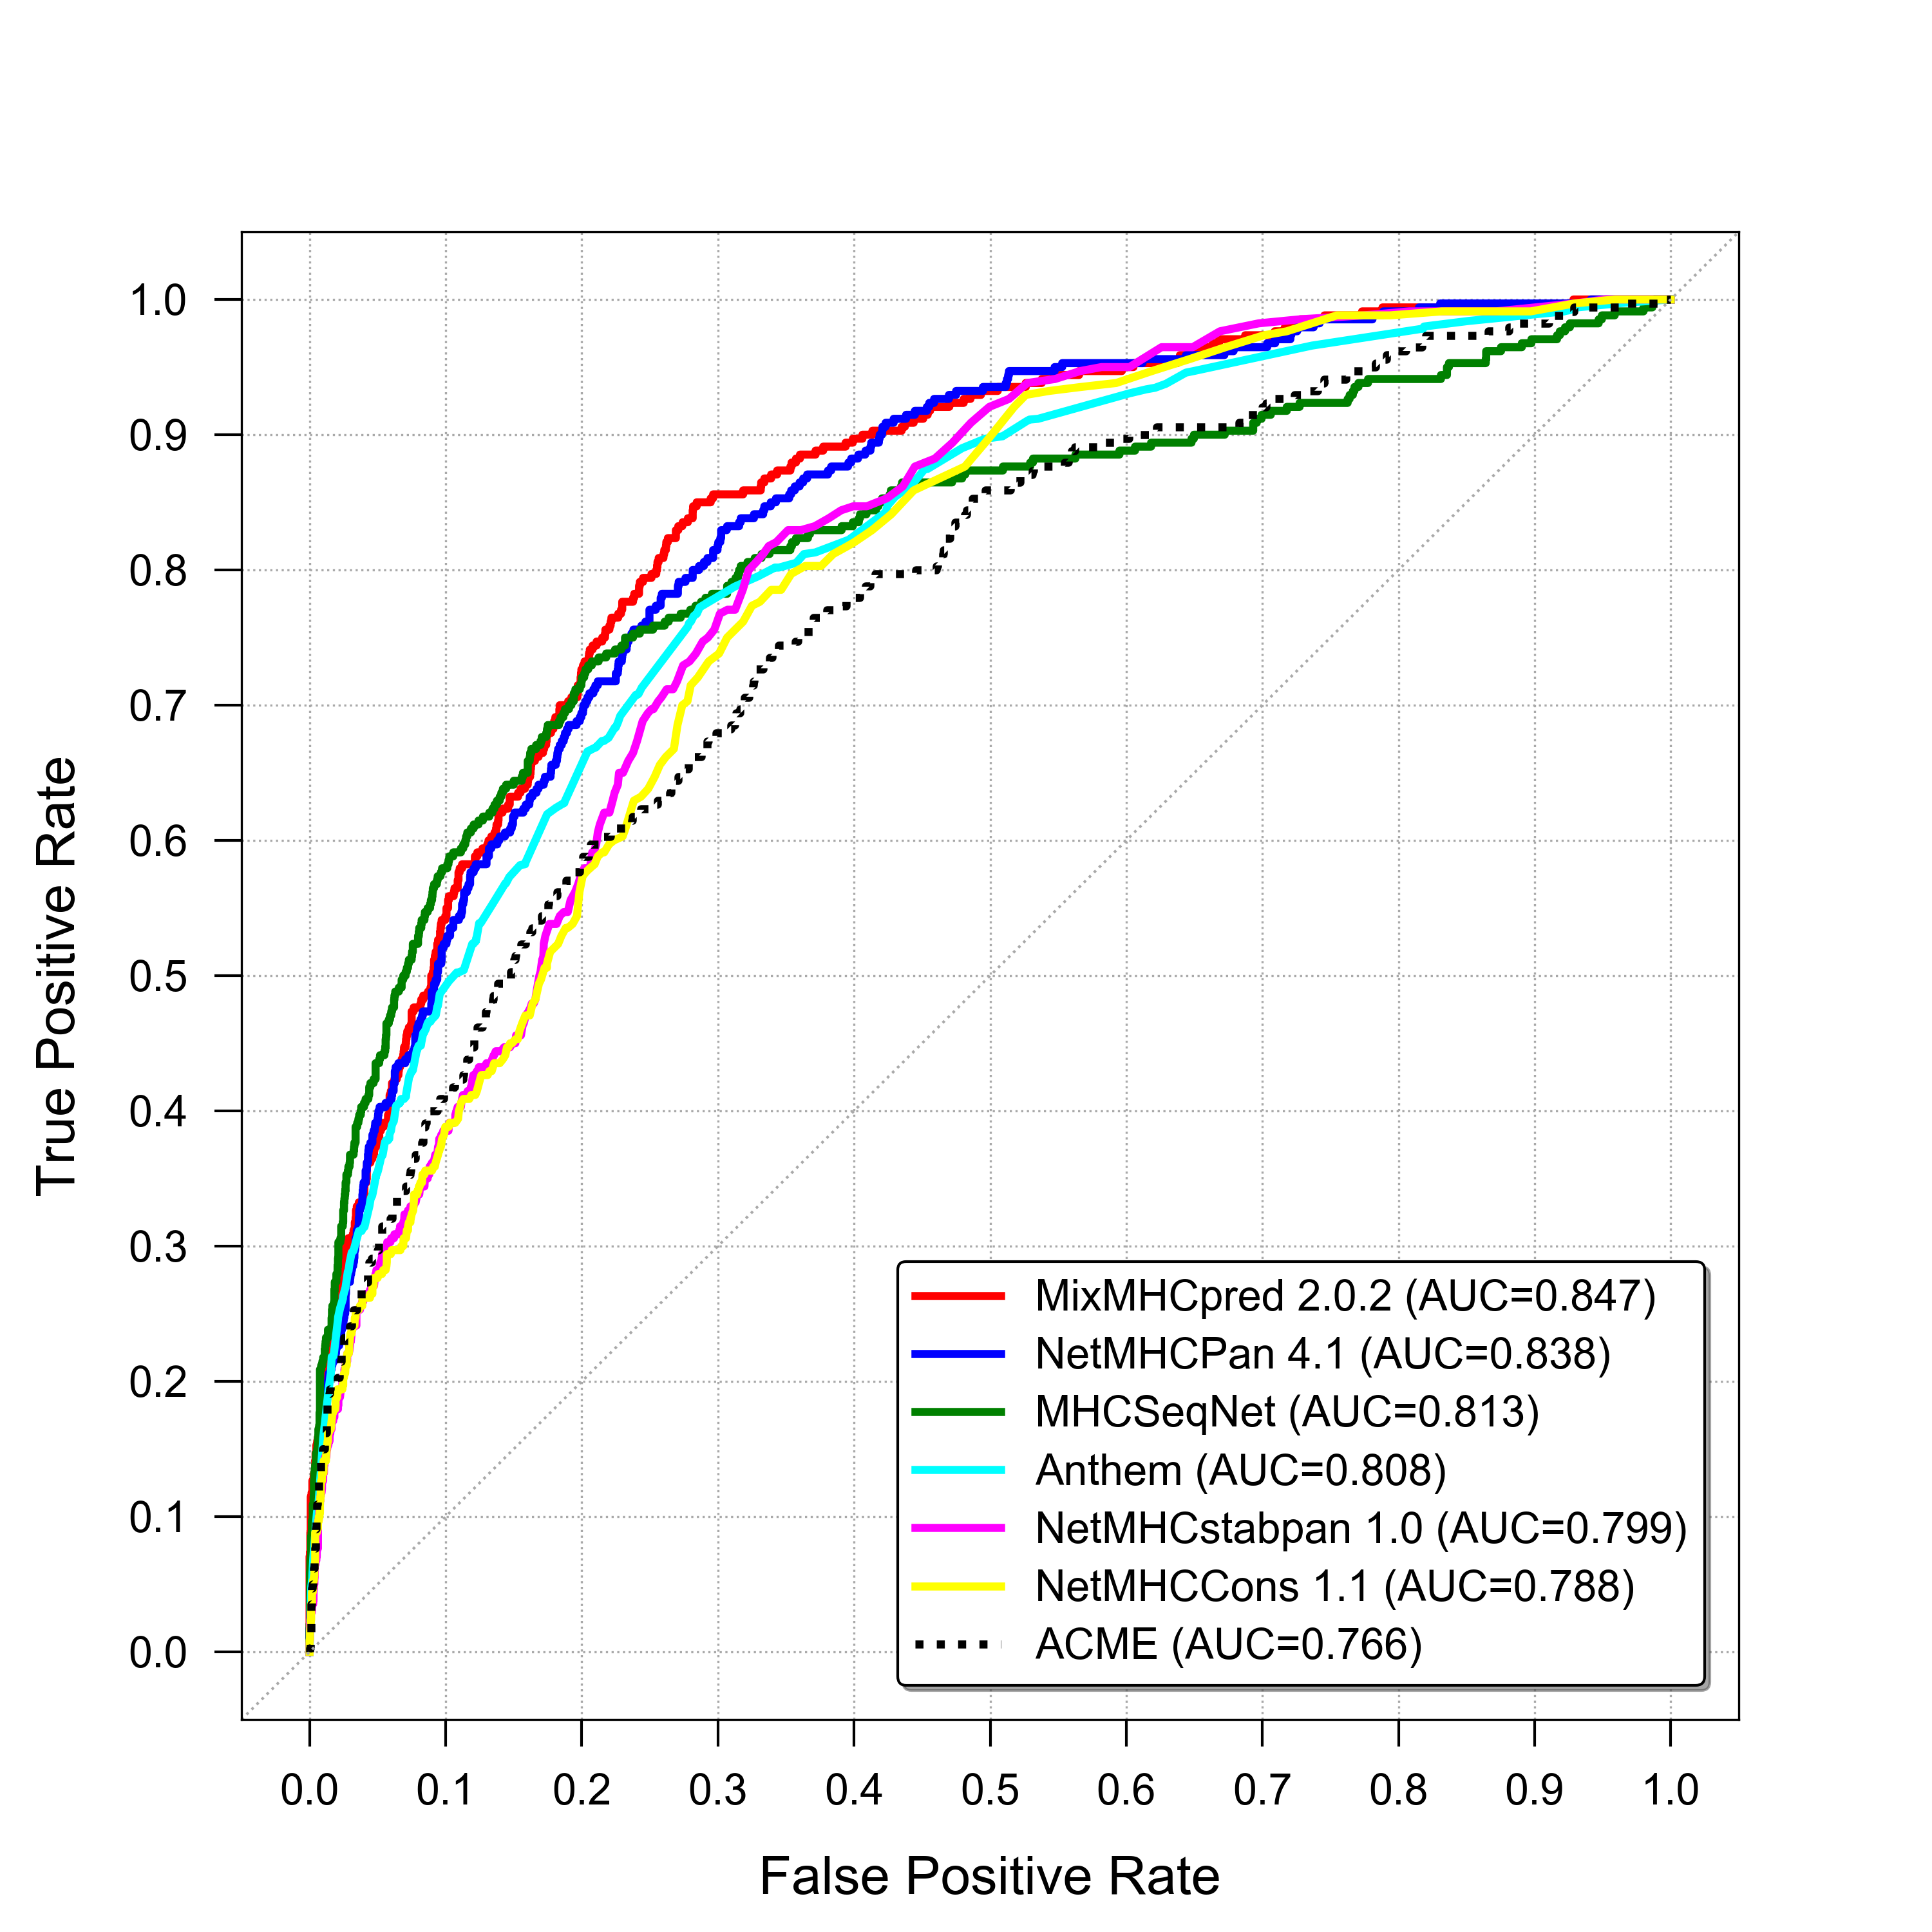 1.0
0.9
0.8
0.7
0.6
0.5
0.4
0.3
0.2
0.1
0.0
True Positive Rate
MixMHCpred 2.0.2 (AUC=0.847)
NetMHCPan 4.1 (AUC=0.838)
MHCSeqNet (AUC=0.813)
Anthem (AUC=0.808)
NetMHCstabpan 1.0 (AUC=0.799)
NetMHCCons 1.1 (AUC=0.788)
ACME (AUC=0.766)
0.0 0.1 0.2 0.3 0.4 0.5 0.6 0.7 0.8 0.9 1.0
False Positive Rate